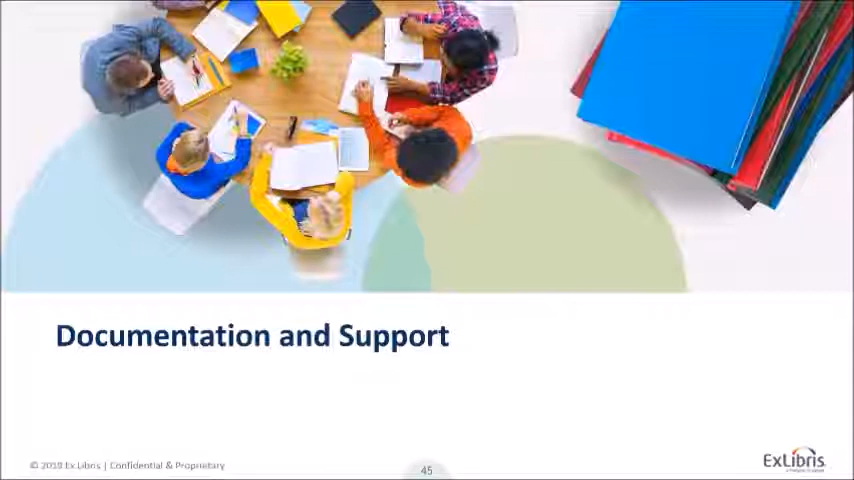 Documentation and Support
© 2019 Ex Libris | Confidential & Proprietary
45
ExLibris